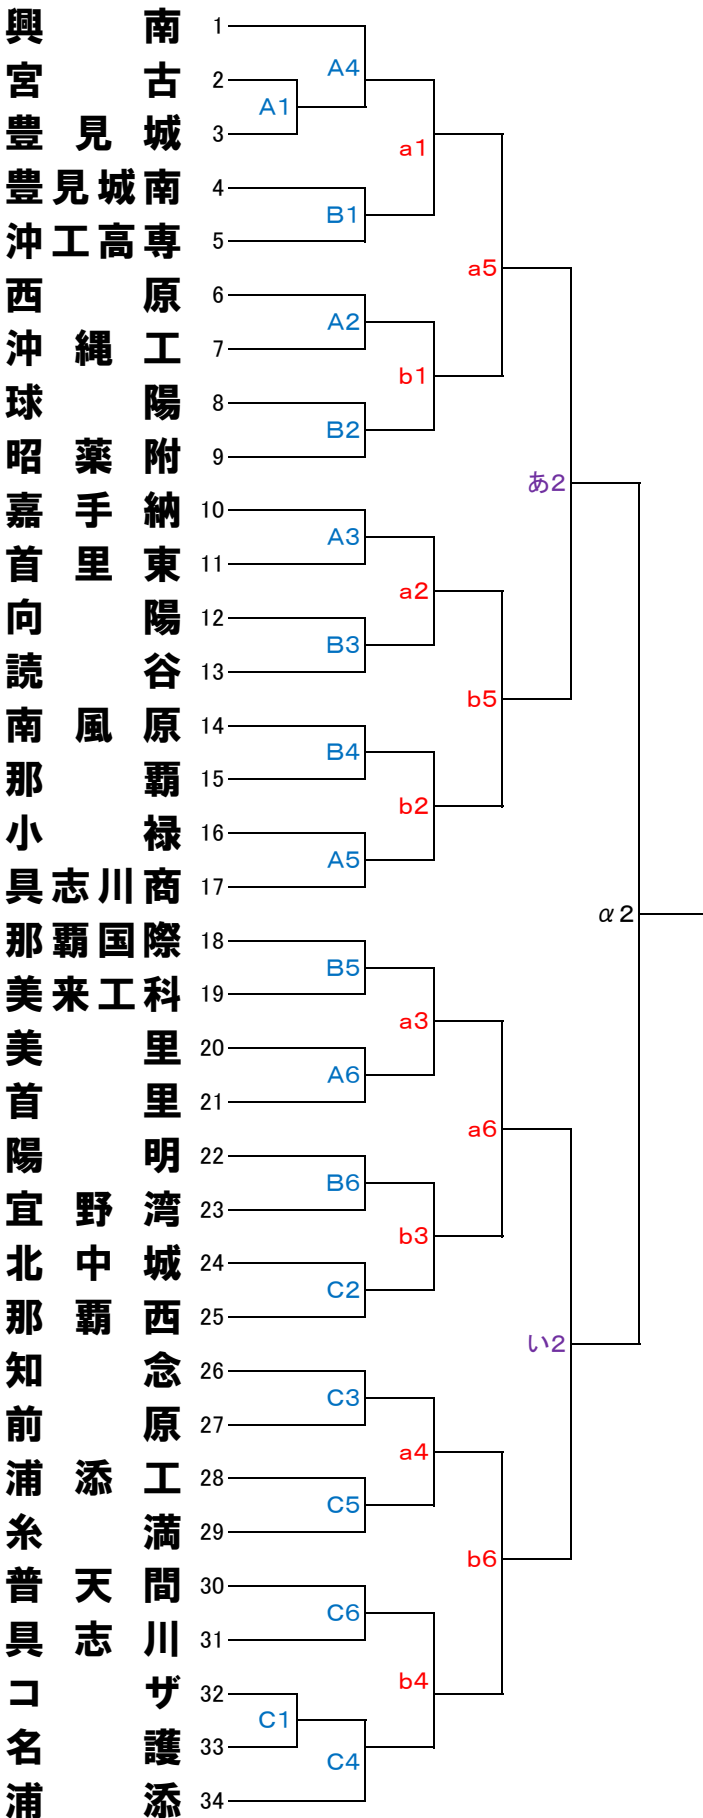 興南 1
A4
宮古 2
A1
豊見城 3
a1
豊見城南 4
B1
沖工高専 5
a5
西原 6
A2
沖縄工 7
b1
球陽 8
B2
昭薬附 9
あ2
嘉手納 10
A3
首里東 11
a2
向陽 12
B3
読谷 13
b5
南風原 14
B4
那覇 15
b2
小禄 16
A5
具志川商 17
α2
那覇国際 18
B5
美来工科 19
a3
美里 20
A6
首里 21
a6
陽明 22
B6
宜野湾 23
b3
北中城 24
C2
那覇西 25
い2
知念 26
C3
前原 27
a4
浦添工 28
C5
糸満 29
b6
普天間 30
C6
具志川 31
b4
コザ 32
C1
名護 33
C4
浦添 34